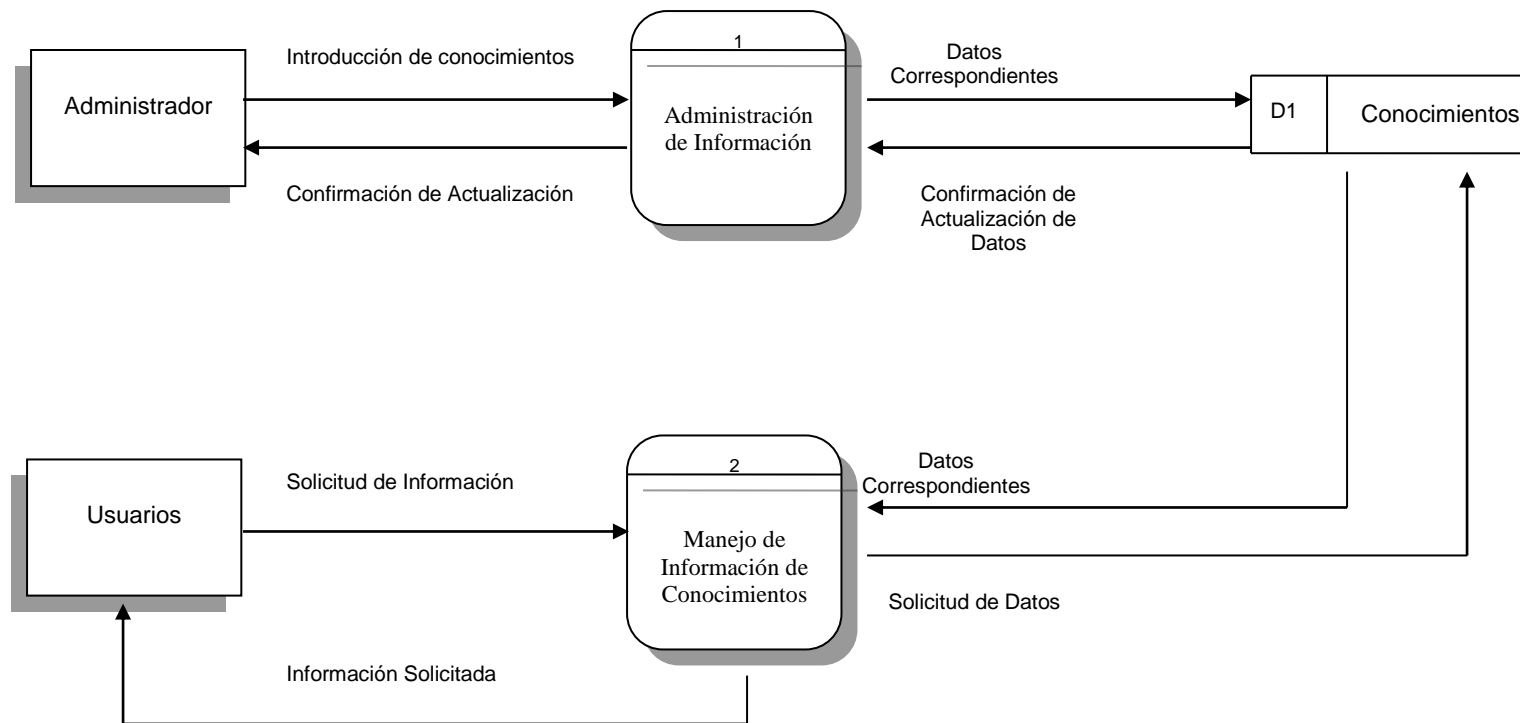 Introducción de conocimientos
1
Datos
Correspondientes
Administrador
Administración
de Información
D1
Conocimientos
Confirmación de Actualización
Confirmación de
Actualización de
Datos
Solicitud de Información
2
Datos
Correspondientes
Usuarios
Manejo de
Información de
Conocimientos
Solicitud de Datos
Información Solicitada